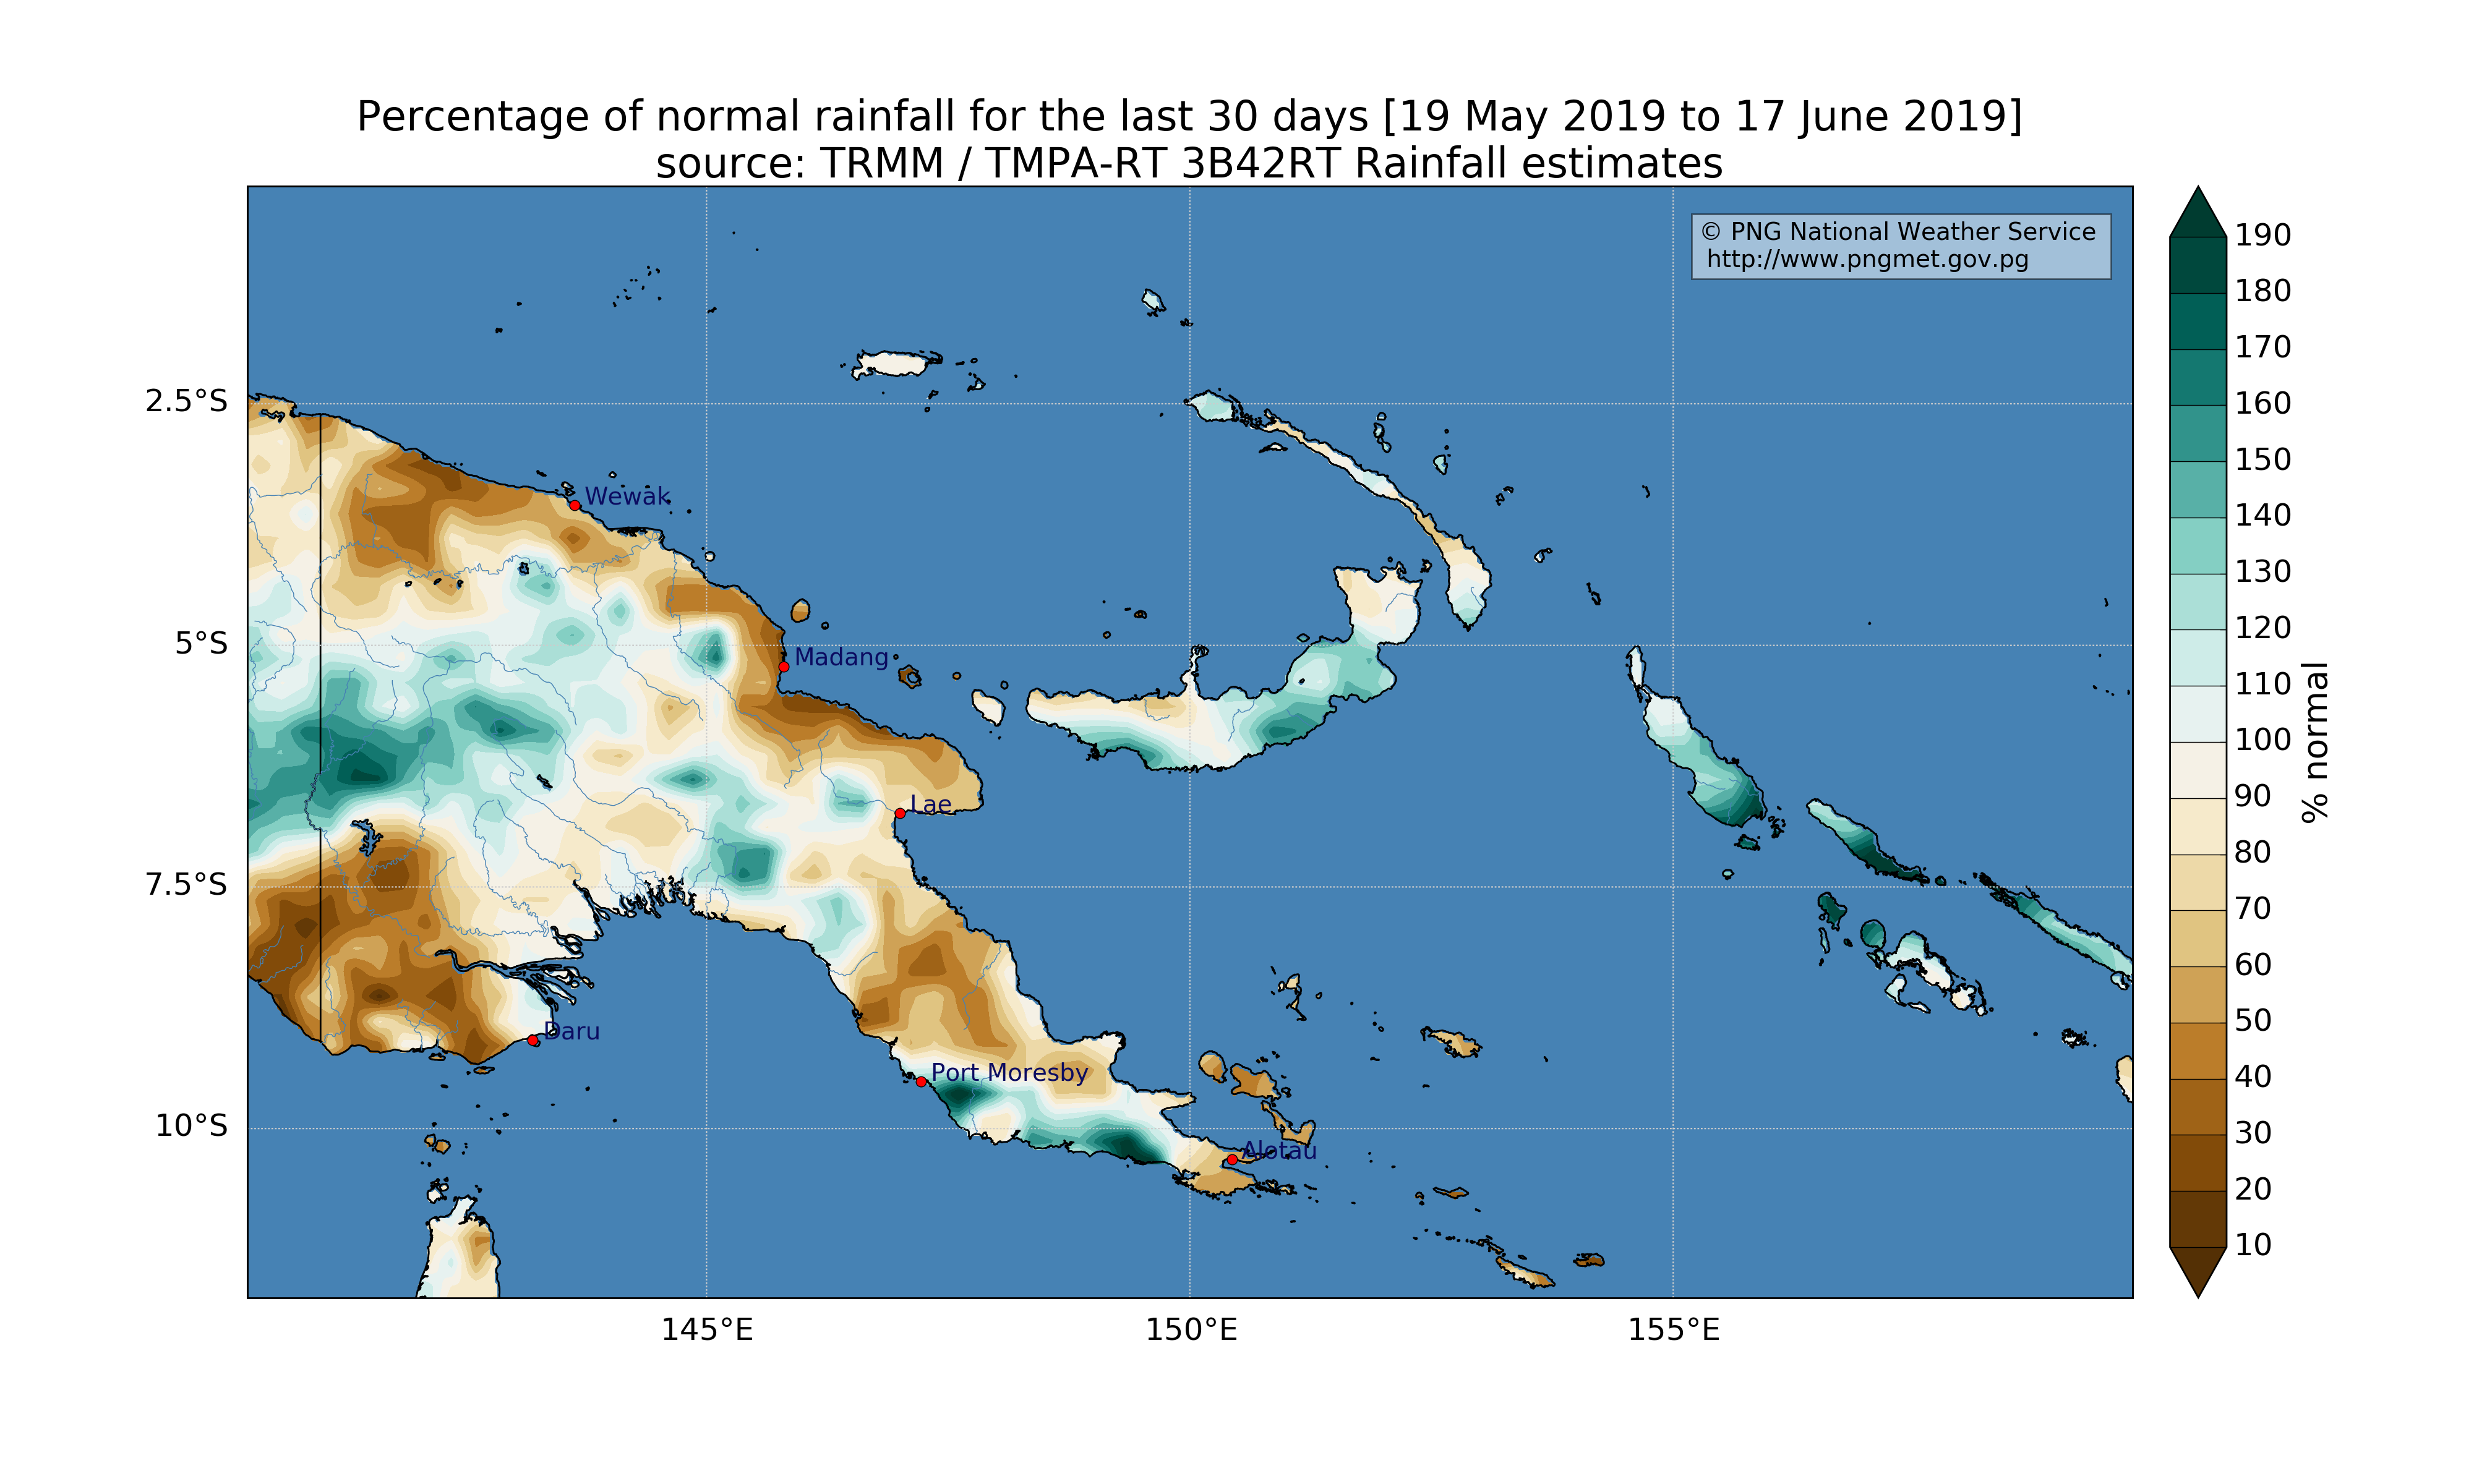 Percentage of normal rainfall for the last 30 days [19 May 2019 to 17 June 2019]
source: TRMM / TMPA-RT 3B42RT Rainfall estimates
© PNG National Weather Service
http://www.pngmet.gov.pg
2.5°S
5°S
7.5°S
10°S
145°E
150°E
155°E
Wewak
Madang
Lae
Daru
Port Moresby
Alotau
190
180
170
160
150
140
130
120
110
100
90
80
70
60
50
40
30
20
10
% normal